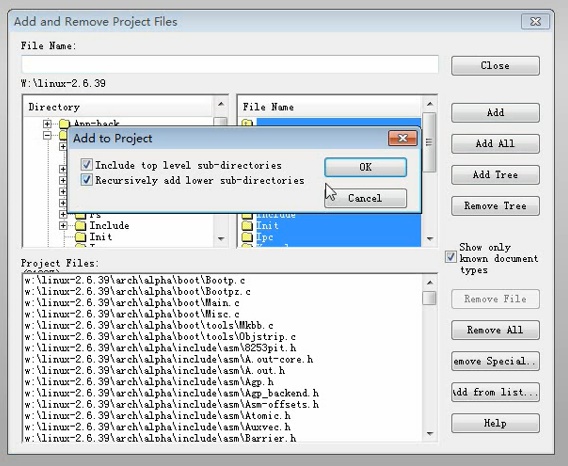 Add and Remove Project Files
File Name:
Close
W:\linux-2.6.39
Directory
File Name
App-back
Add
Add to Project
Add All
Include top level sub-directories
OK
Recursively add lower sub-directories
Add Tree
Cancel
Remove Tree
Fs
Include
Include
Init
Init
Ipc
Ipc
Show only
known document
types
Project Files:
w:\linux-2.6.39\arch\alpha\boot\Bootp.c
w:\linux-2.6.39\arch\alpha\boot\Bootpz.c
w:\linux-2.6.39\arch\alpha\boot\Main.c
w:\linux-2.6.39\arch\alpha\boot\Misc.c
w:\linux-2.6.39\arch\alpha\boot\tools\Mkbb.c
w:\linux-2.6.39\arch\alpha\boot\tools\Objstrip.c
w:\linux-2.6.39\arch\alpha\include\asm\8253pit.h
w:\linux-2.6.39\arch\alpha\include\asm\A.out-core.h
w:\linux-2.6.39\arch\alpha\include\asm\A.out.h
w:\linux-2.6.39\arch\alpha\include\asm\Agp.h
w:\linux-2.6.39\arch\alpha\include\asm\Agp_backend.h
w:\linux-2.6.39\arch\alpha\include\asm\Asm-offsets.h
w:\linux-2.6.39\arch\alpha\include\asm\Atomic.h
w:\linux-2.6.39\arch\alpha\include\asm\Auxvec.h
w:\linux-2.6.39\arch\alpha\include\asm\Barrier.h
Remove File
Remove All
emove Special..
dd from list...
Help